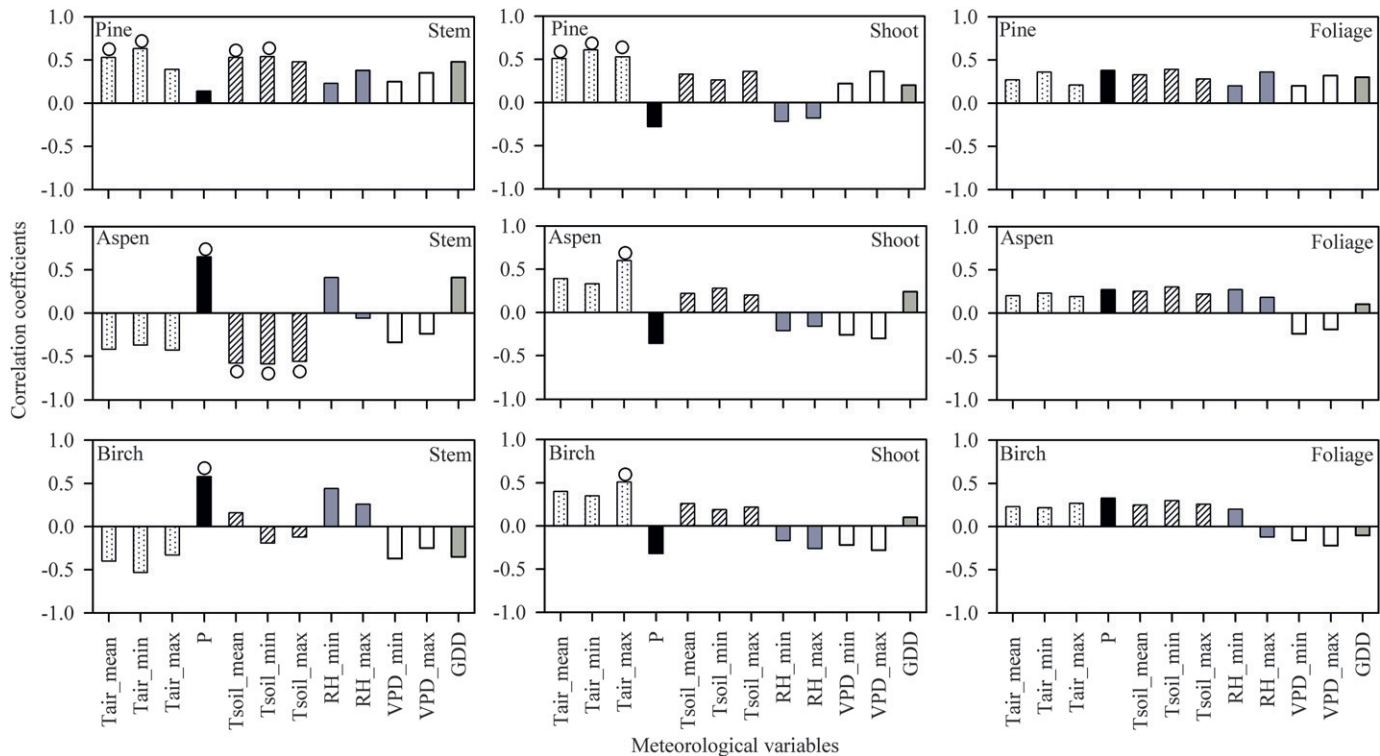 Correlation coefficients
Pine Stem
1.0
0.5
0.0
-0.5
-1.0
Pine Shoot
1.0
0.5
0.0
-0.5
-1.0
Pine Foliage
1.0
0.5
0.0
-0.5
-1.0
Aspen Stem
1.0
0.5
0.0
-0.5
-1.0
Aspen Shoot
1.0
0.5
0.0
-0.5
-1.0
Aspen Foliage
1.0
0.5
0.0
-0.5
-1.0
Birch Stem
1.0
0.5
0.0
-0.5
-1.0
Birch Shoot
1.0
0.5
0.0
-0.5
-1.0
Birch Foliage
1.0
0.5
0.0
-0.5
-1.0
Tair_mean
Tair_min
Tair_max
P
Tsoil_mean
Tsoil_min
Tsoil_max
RH_min
RH_max
VPD_min
VPD_max
GDD
Tair_mean
Tair_min
Tair_max
P
Tsoil_mean
Tsoil_min
Tsoil_max
RH_min
RH_max
VPD_min
VPD_max
GDD
Tair_mean
Tair_min
Tair_max
P
Tsoil_mean
Tsoil_min
Tsoil_max
RH_min
RH_max
VPD_min
VPD_max
GDD
Meteorological variables